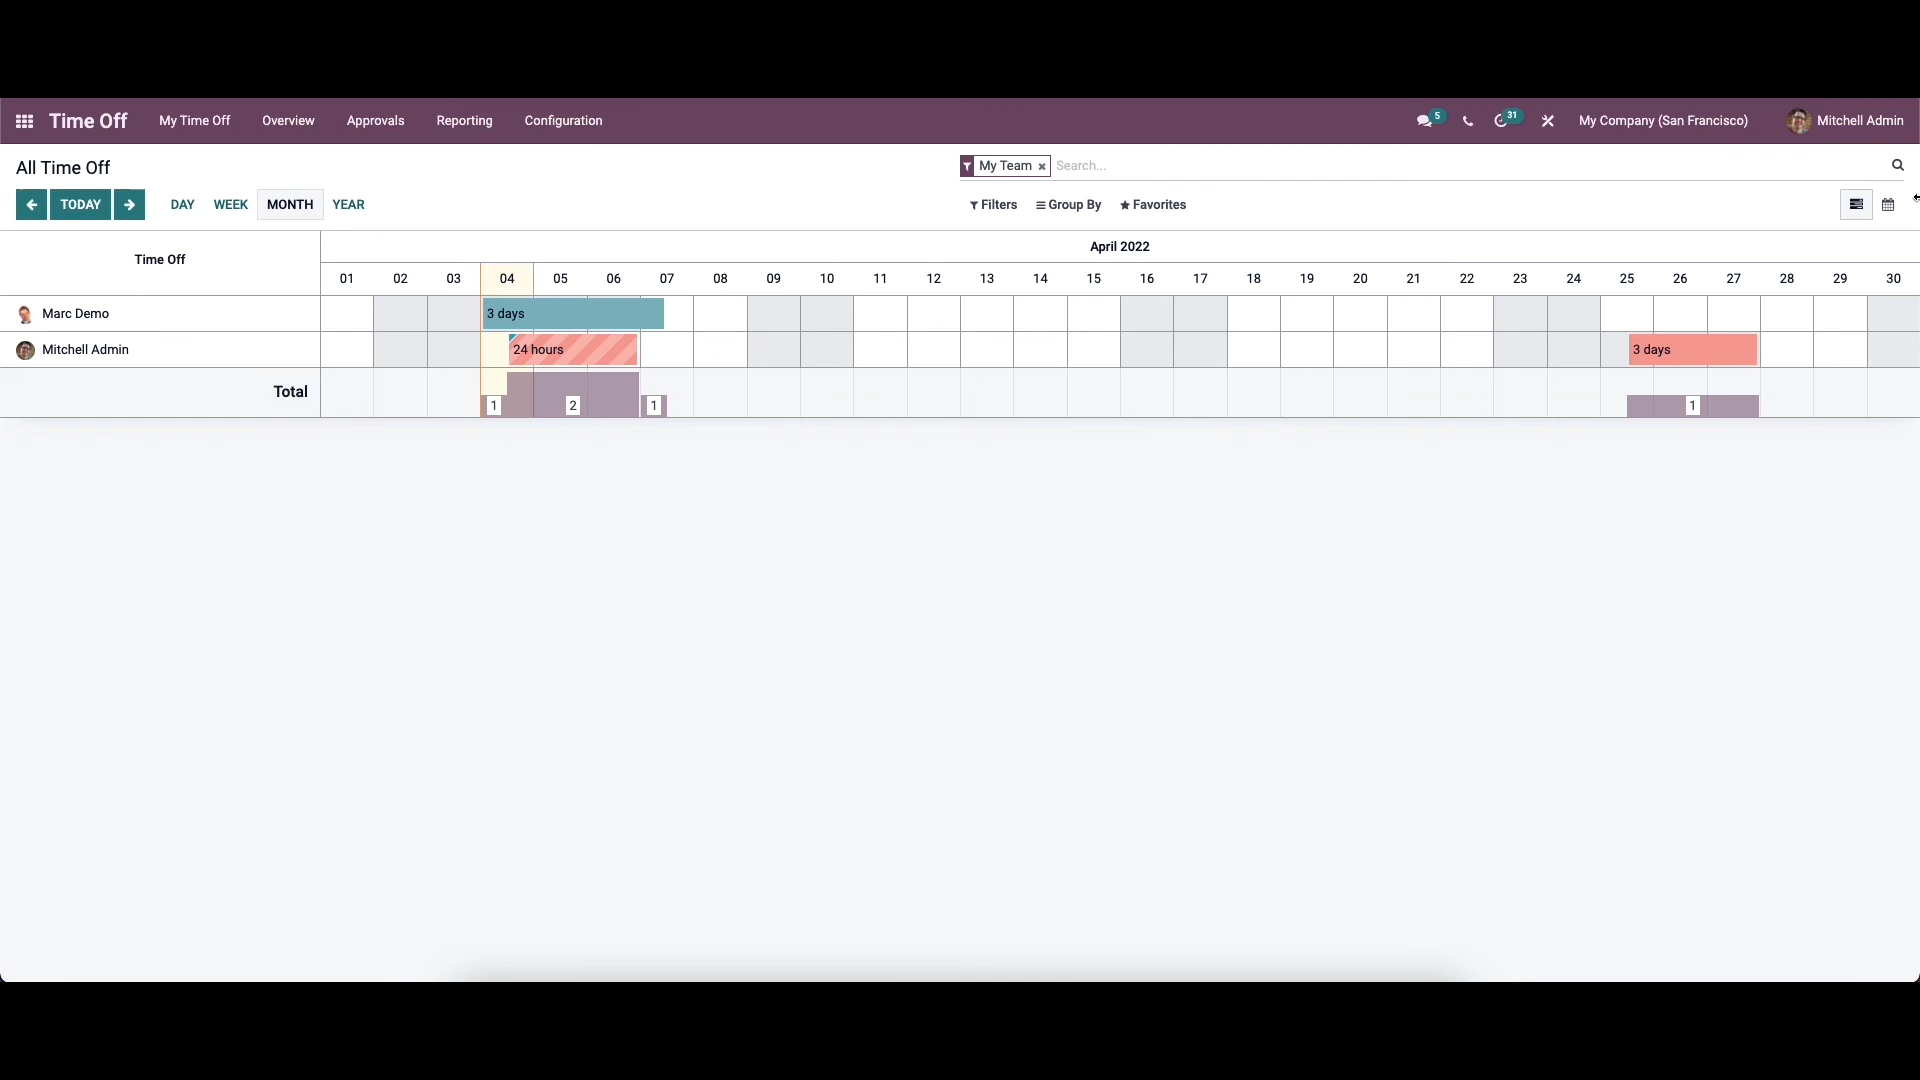 Time Off My Time Off Overview Approvals Reporting Configuration 5 31 My Company (San Francisco) Mitchell Admin
All Time Off My Team × Search...
TODAY DAY WEEK MONTH YEAR Filters Group By Favorites
Time Off April 2022
01 02 03 04 05 06 07 08 09 10 11 12 13 14 15 16 17 18 19 20 21 22 23 24 25 26 27 28 29 30
Marc Demo 3 days
Mitchell Admin 24 hours 3 days
Total 1 2 1 1